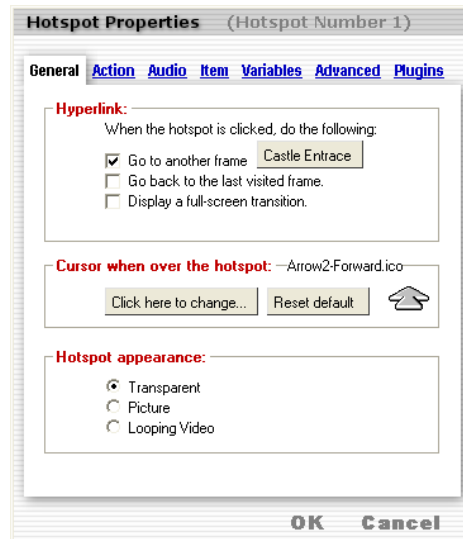 Hotspot Properties (Hotspot Number 1)
General Action Audio Item Variables Advanced Plugins
Hyperlink:
When the hotspot is clicked, do the following:
Go to another frame Castle Entrace
Go back to the last visited frame.
Display a full-screen transition.
Cursor when over the hotspot: Arrow2-Forward.ico
Click here to change... Reset default
Hotspot appearance:
Transparent
Picture
Looping Video
OK Cancel